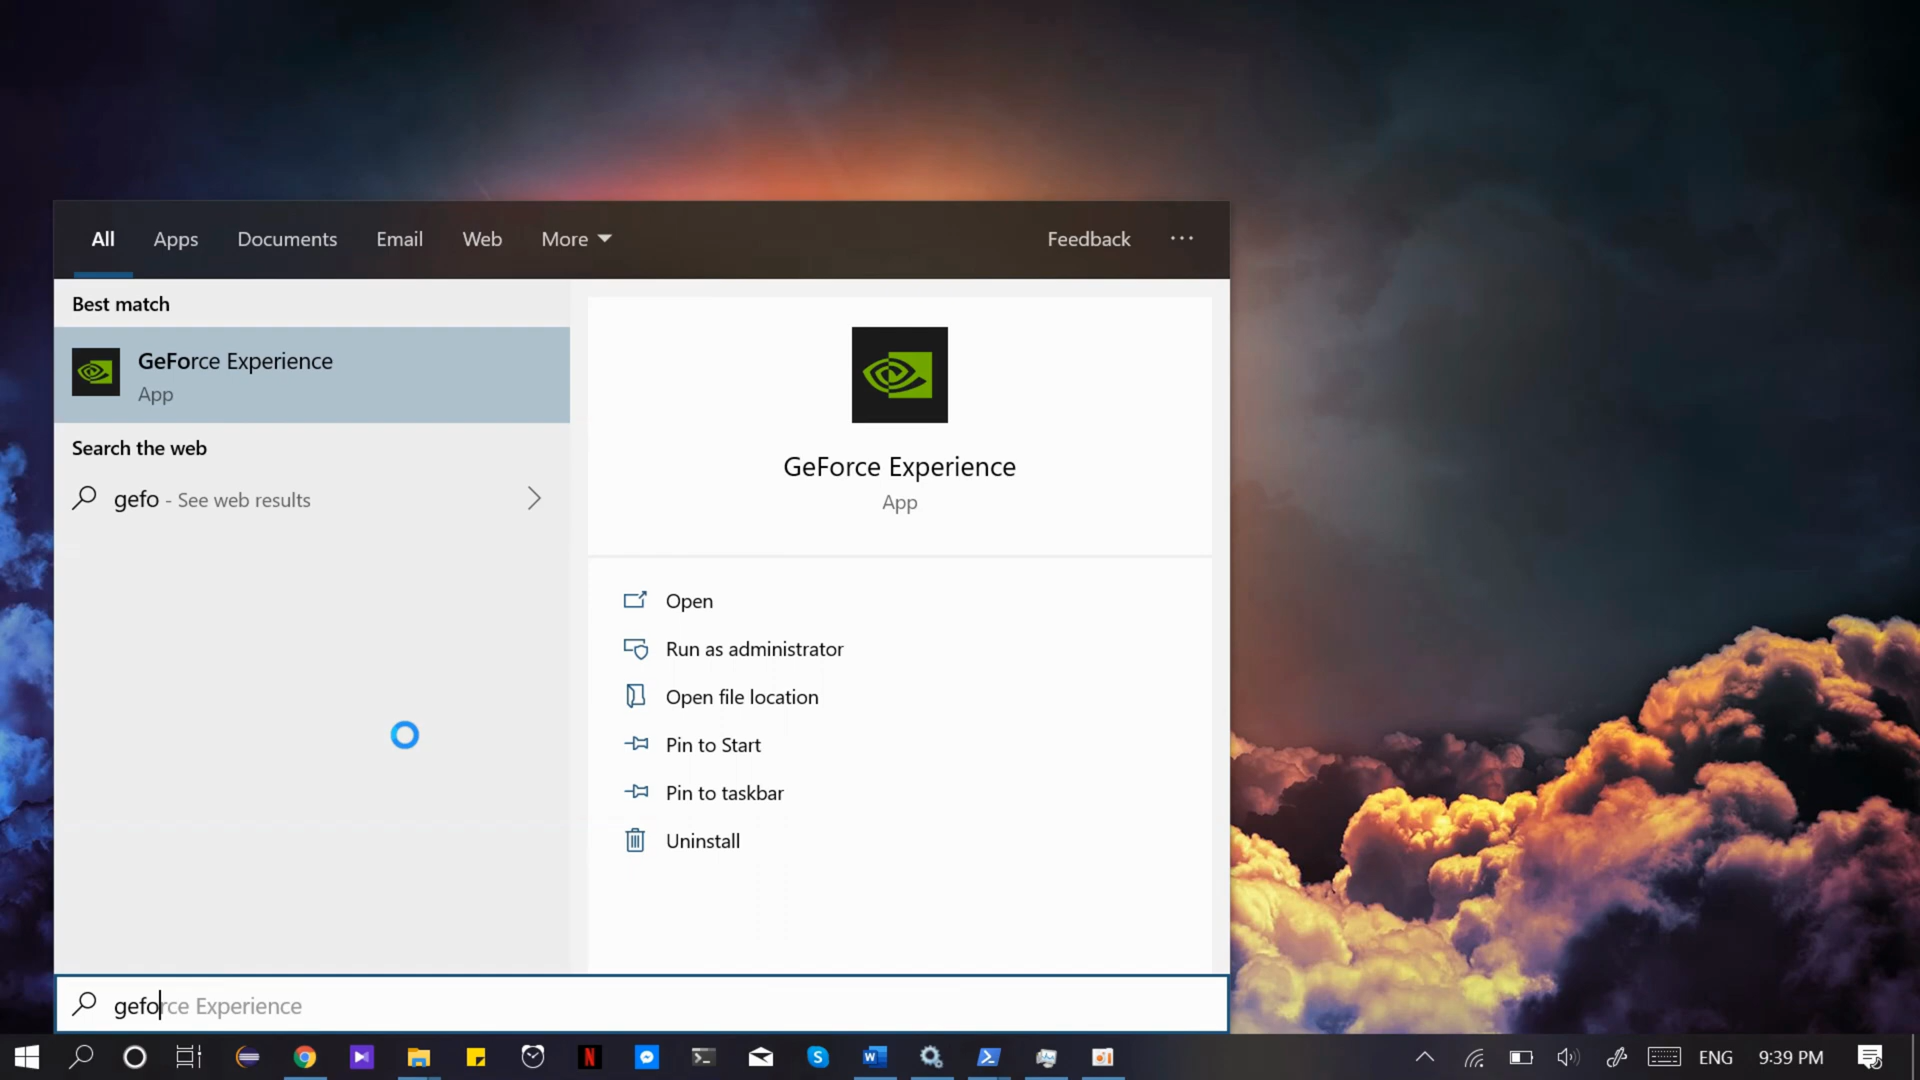 All Apps Documents Email Web More Feedback ...
Best match
GeForce Experience
App
Search the web
gefo - See web results
GeForce Experience
App
Open
Run as administrator
Open file location
Pin to Start
Pin to taskbar
Uninstall
geforce Experience
ENG 9:39 PM